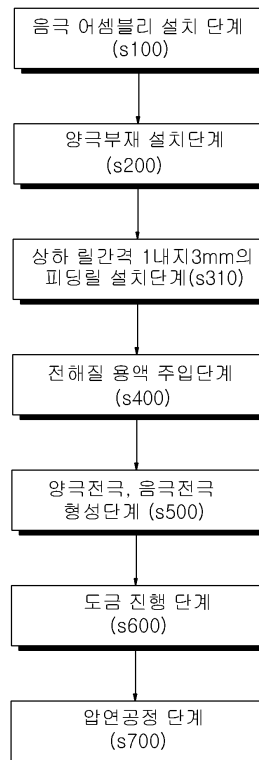 음극 어셈블리 설치 단계
(s100)
양극부재 설치단계
(s200)
상하 릴간격 1내지3mm의
피딩릴 설치단계(s310)
전해질 용액 주입단계
(s400)
양극전극, 음극전극
형성단계 (s500)
도금 진행 단계
(s600)
압연공정 단계
(s700)